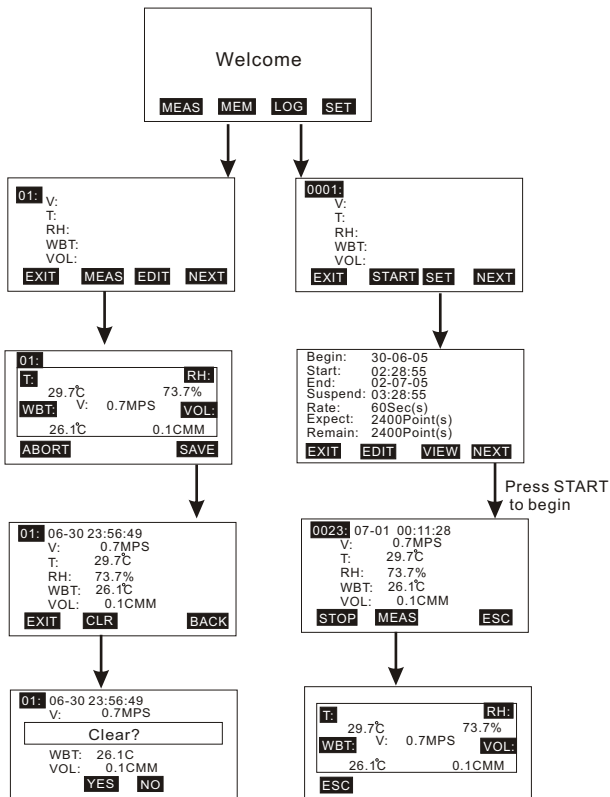 Welcome
MEAS MEM LOG SET
01:
V:
T:
RH:
WBT:
VOL:
EXIT MEAS EDIT NEXT
0001:
V:
T:
RH:
WBT:
VOL:
EXIT START SET NEXT
01:
T: RH:
29.7℃ 73.7%
WBT: V: 0.7MPS VOL:
26.1℃ 0.1CMM
ABORT SAVE
Begin: 30-06-05
Start: 02:28:55
End: 02-07-05
Suspend: 03:28:55
Rate: 60Sec(s)
Expect: 2400Point(s)
Remain: 2400Point(s)
EXIT EDIT VIEW NEXT
Press START
to begin
01: 06-30 23:56:49
V: 0.7MPS
T: 29.7℃
RH: 73.7%
WBT: 26.1℃
VOL: 0.1CMM
EXIT CLR BACK
0023: 07-01 00:11:28
V: 0.7MPS
T: 29.7℃
RH: 73.7%
WBT: 26.1℃
VOL: 0.1CMM
STOP MEAS ESC
01: 06-30 23:56:49
V: 0.7MPS
Clear?
WBT: 26.1C
VOL: 0.1CMM
YES NO
T: RH:
29.7℃ 73.7%
WBT: V: 0.7MPS VOL:
26.1℃ 0.1CMM
ESC